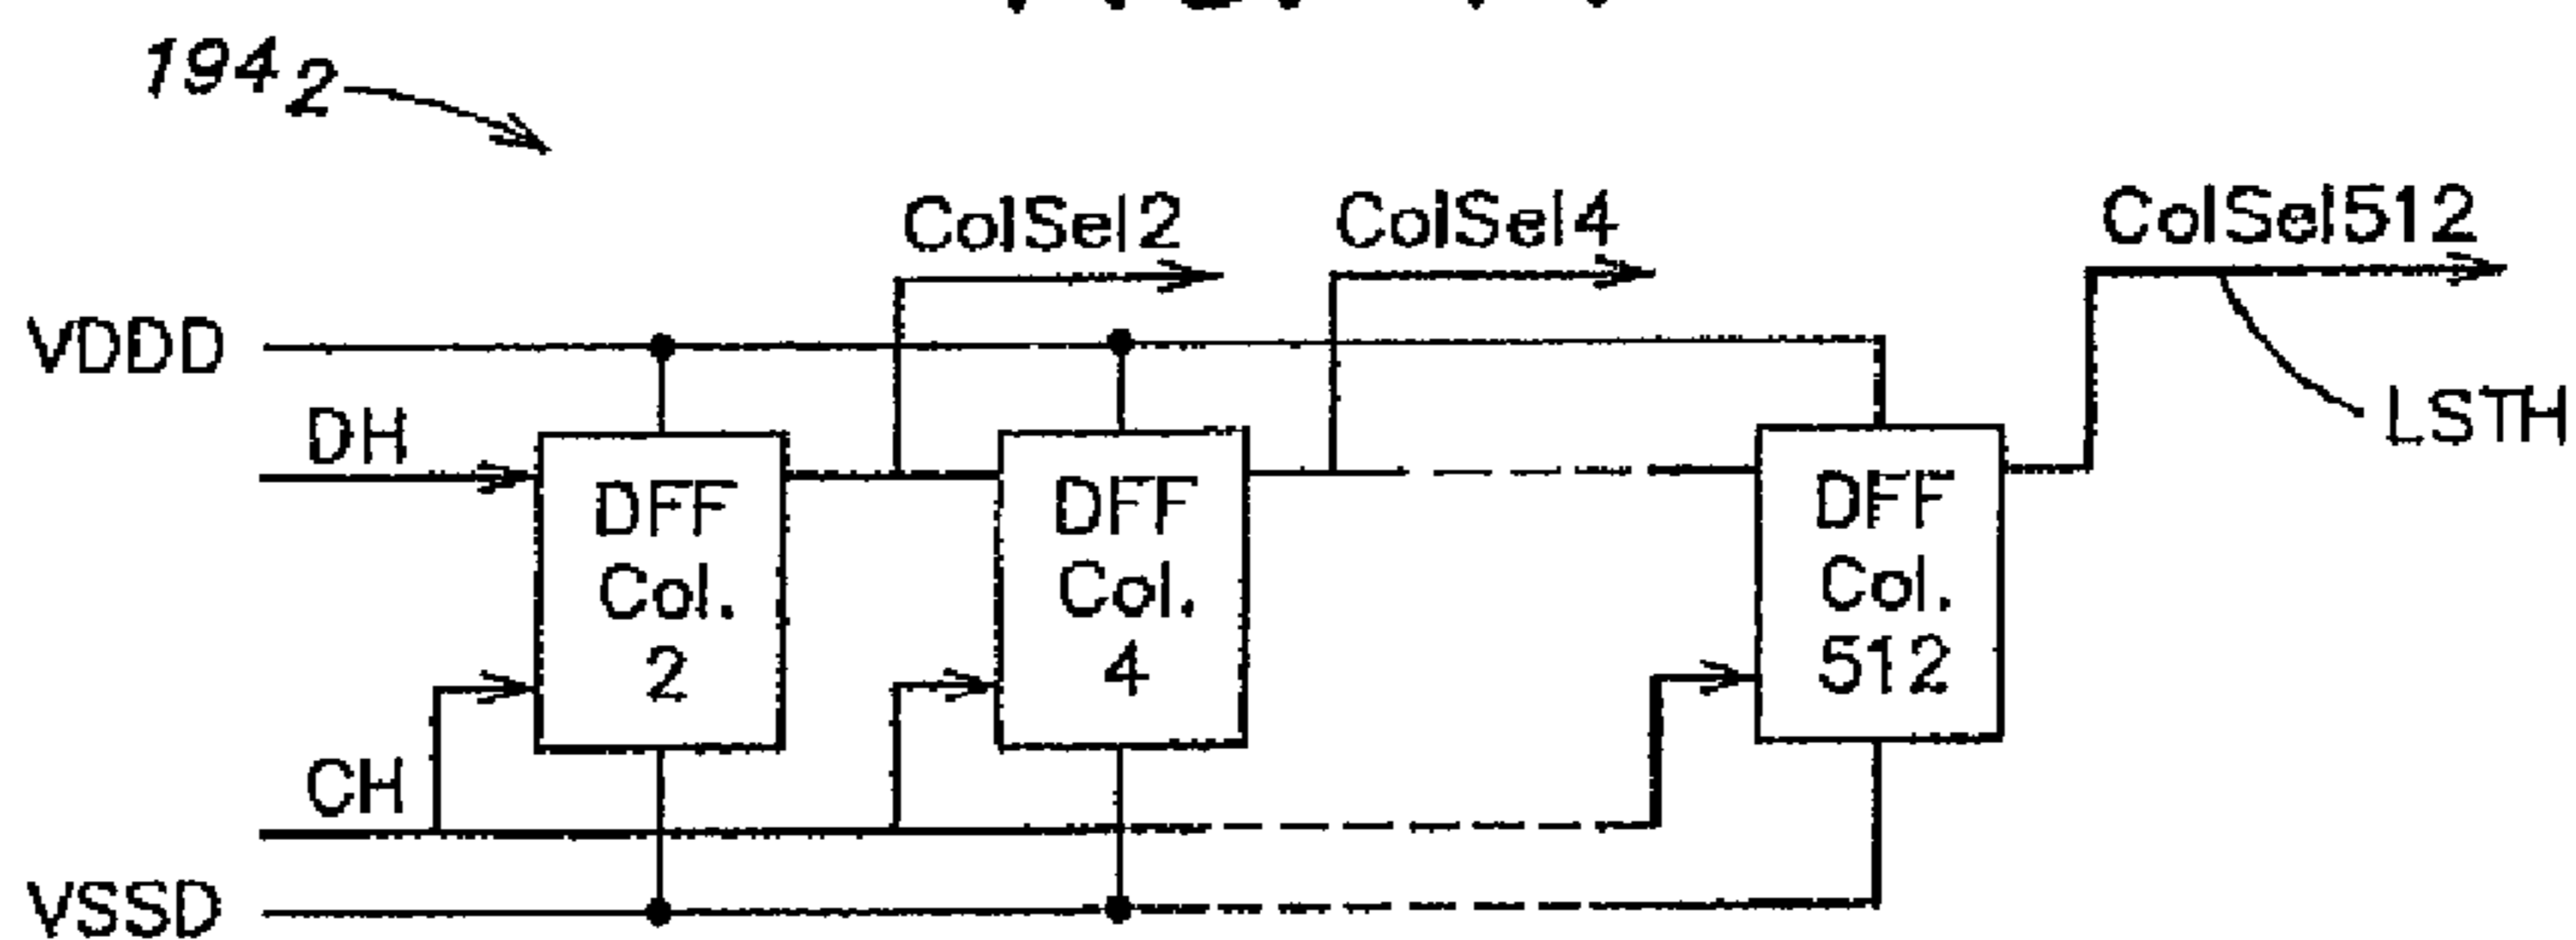 194₂
ColSel2
ColSel4
ColSel512
VDDD
DH
LSTH
DFF
Col.
2
DFF
Col.
4
DFF
Col.
512
CH
VSSD